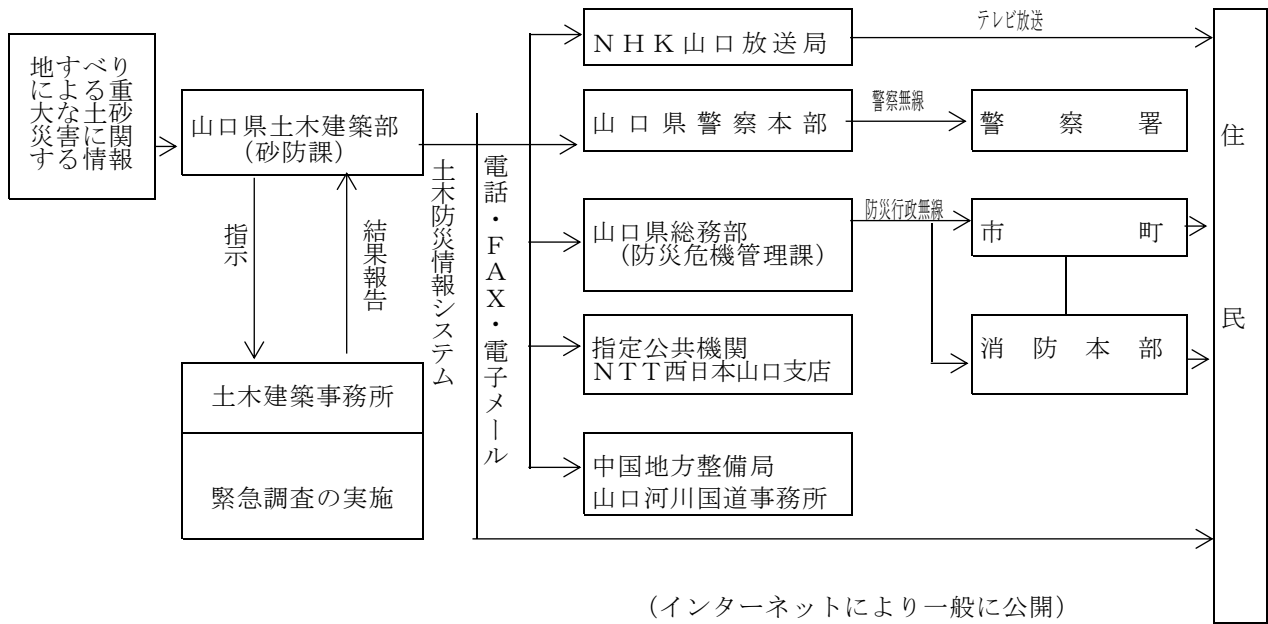 地すべり
による重
大な土砂
災害に関
する情報
山口県土木建築部
(砂防課)
指示
結果報告
土木建築事務所
緊急調査の実施
土木防災情報システム
電話・FAX・電子メール
NHK山口放送局
テレビ放送
山口県警察本部
警察無線
警察署
山口県総務部
(防災危機管理課)
防災行政無線
市町
消防本部
指定公共機関
NTT西日本山口支店
中国地方整備局
山口河川国道事務所
住民
(インターネットにより一般に公開)